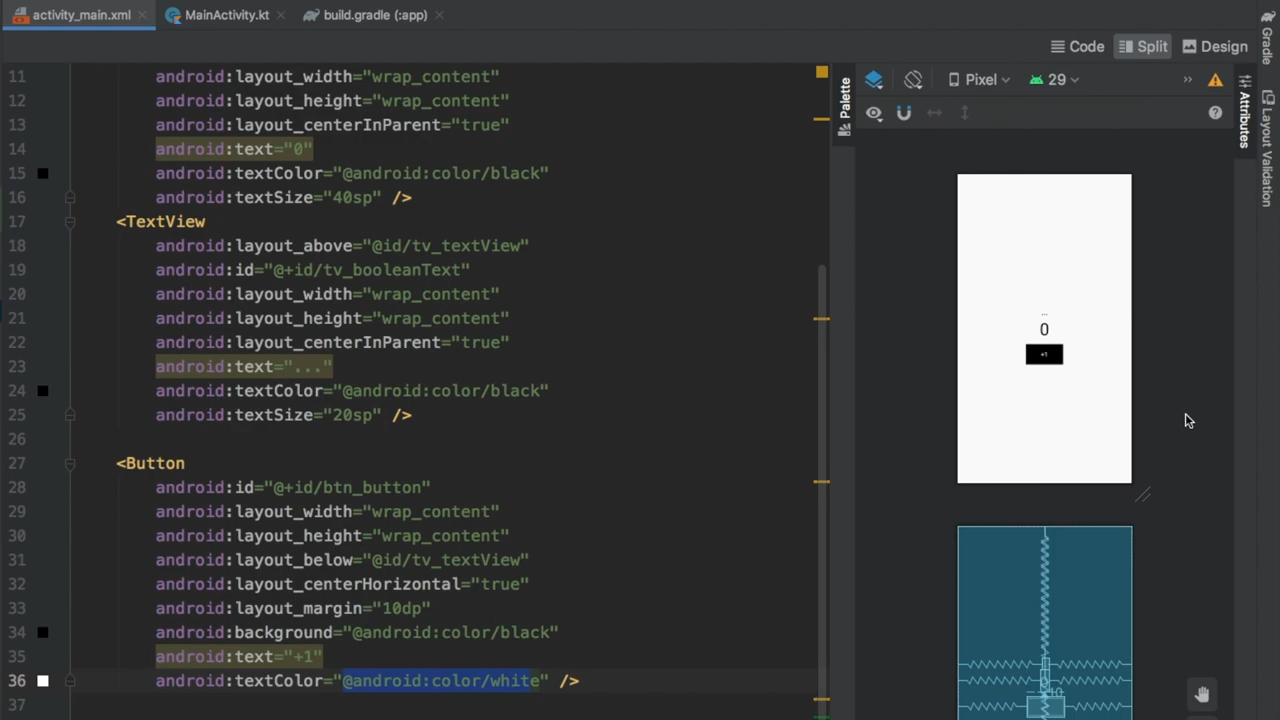 activity_main.xml MainActivity.kt build.gradle (:app)
Code Split Design
11 android:layout_width="wrap_content"
12 android:layout_height="wrap_content"
13 android:layout_centerInParent="true"
14 android:text="0"
15 android:textColor="@android:color/black"
16 android:textSize="40sp" />
17 <TextView
18 android:layout_above="@id/tv_textView"
19 android:id="@+id/tv_booleanText"
20 android:layout_width="wrap_content"
21 android:layout_height="wrap_content"
22 android:layout_centerInParent="true"
23 android:text="..."
24 android:textColor="@android:color/black"
25 android:textSize="20sp" />
26
27 <Button
28 android:id="@+id/btn_button"
29 android:layout_width="wrap_content"
30 android:layout_height="wrap_content"
31 android:layout_below="@id/tv_textView"
32 android:layout_centerHorizontal="true"
33 android:layout_margin="10dp"
34 android:background="@android:color/black"
35 android:text="+1"
36 android:textColor="@android:color/white" />
37
Palette
Pixel 29
...
0
+1
Attributes
Gradle
Layout Validation